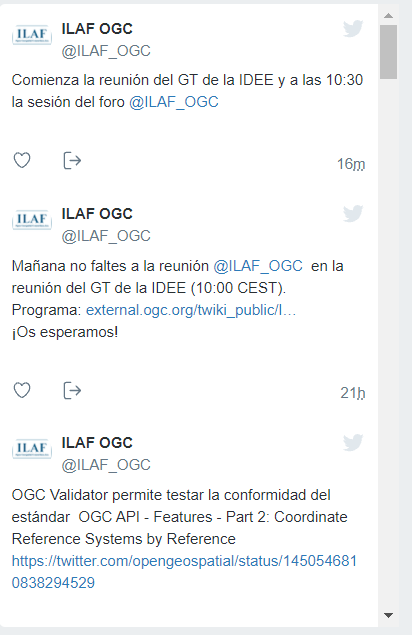 ILAF
ILAF OGC
@ILAF_OGC
Comienza la reunión del GT de la IDEE y a las 10:30
la sesión del foro @ILAF_OGC
16m
ILAF
ILAF OGC
@ILAF_OGC
Mañana no faltes a la reunión @ILAF_OGC en la
reunión del GT de la IDEE (10:00 CEST).
Programa: external.ogc.org/twiki_public/I…
¡Os esperamos!
21h
ILAF
ILAF OGC
@ILAF_OGC
OGC Validator permite testar la conformidad del
estándar OGC API - Features - Part 2: Coordinate
Reference Systems by Reference
https://twitter.com/opengeospatial/status/145054681
0838294529